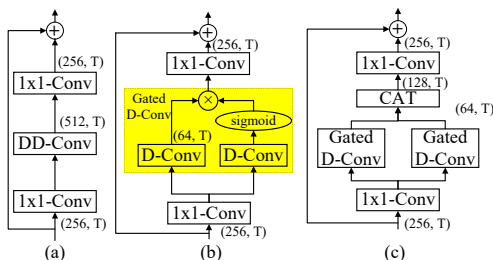 +
(256, T)
1x1-Conv
(512, T)
DD-Conv
1x1-Conv
(256, T)
(a)
+
(256, T)
1x1-Conv
Gated
D-Conv
×
sigmoid
(64, T)
D-Conv
D-Conv
1x1-Conv
(256, T)
(b)
+
(256, T)
1x1-Conv
(128, T)
CAT
(64, T)
Gated
D-Conv
Gated
D-Conv
1x1-Conv
(256, T)
(c)